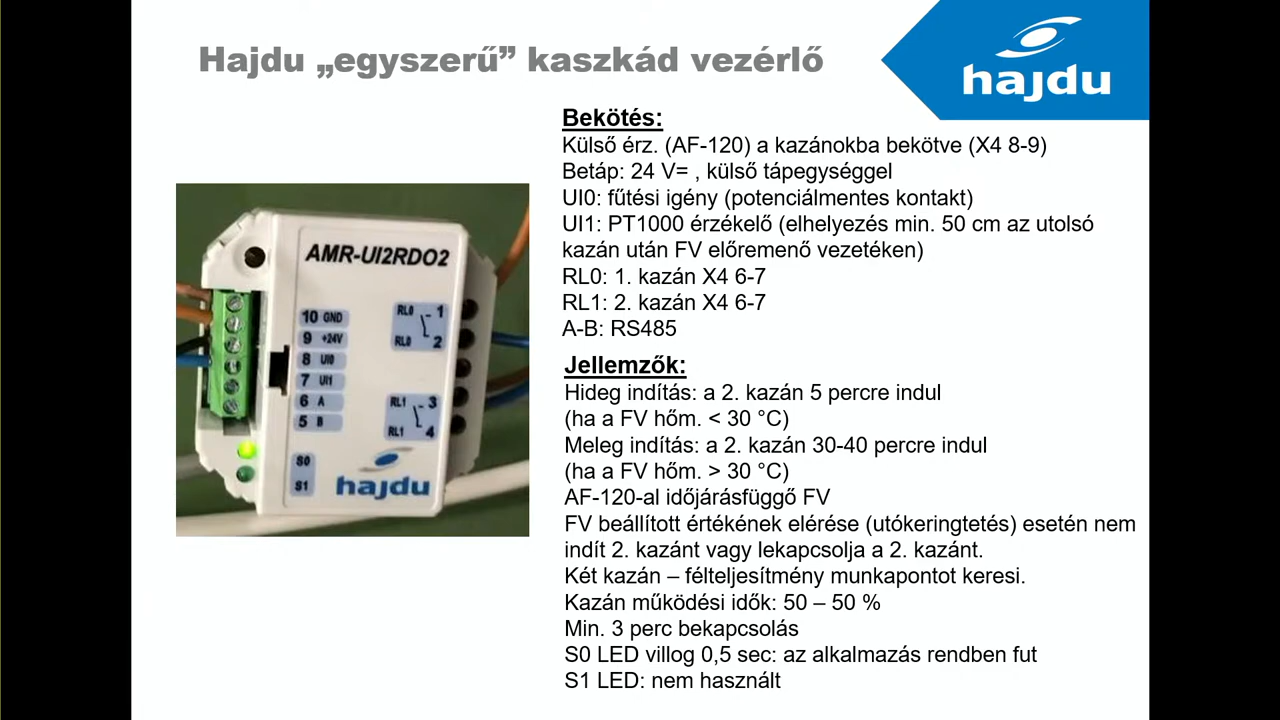 Hajdu „egyszerű” kaszkád vezérlő
hajdu
Bekötés:
Külső érz. (AF-120) a kazánokba bekötve (X4 8-9)
Betáp: 24 V= , külső tápegységgel
UI0: fűtési igény (potenciálmentes kontakt)
UI1: PT1000 érzékelő (elhelyezés min. 50 cm az utolsó
kazán után FV előremenő vezetéken)
RL0: 1. kazán X4 6-7
RL1: 2. kazán X4 6-7
A-B: RS485
Jellemzők:
Hideg indítás: a 2. kazán 5 percre indul
(ha a FV hőm. < 30 °C)
Meleg indítás: a 2. kazán 30-40 percre indul
(ha a FV hőm. > 30 °C)
AF-120-al időjárásfüggő FV
FV beállított értékének elérése (utókeringtetés) esetén nem
indít 2. kazánt vagy lekapcsolja a 2. kazánt.
Két kazán – félteljesítmény munkapontot keresi.
Kazán működési idők: 50 – 50 %
Min. 3 perc bekapcsolás
S0 LED villog 0,5 sec: az alkalmazás rendben fut
S1 LED: nem használt
AMR-UI2RDO2
10 GND
9 +24V
8 UI0
7 UI1
6 A
5 B
S0
S1
RL0 1
RL0 2
RL1 3
RL1 4
hajdu